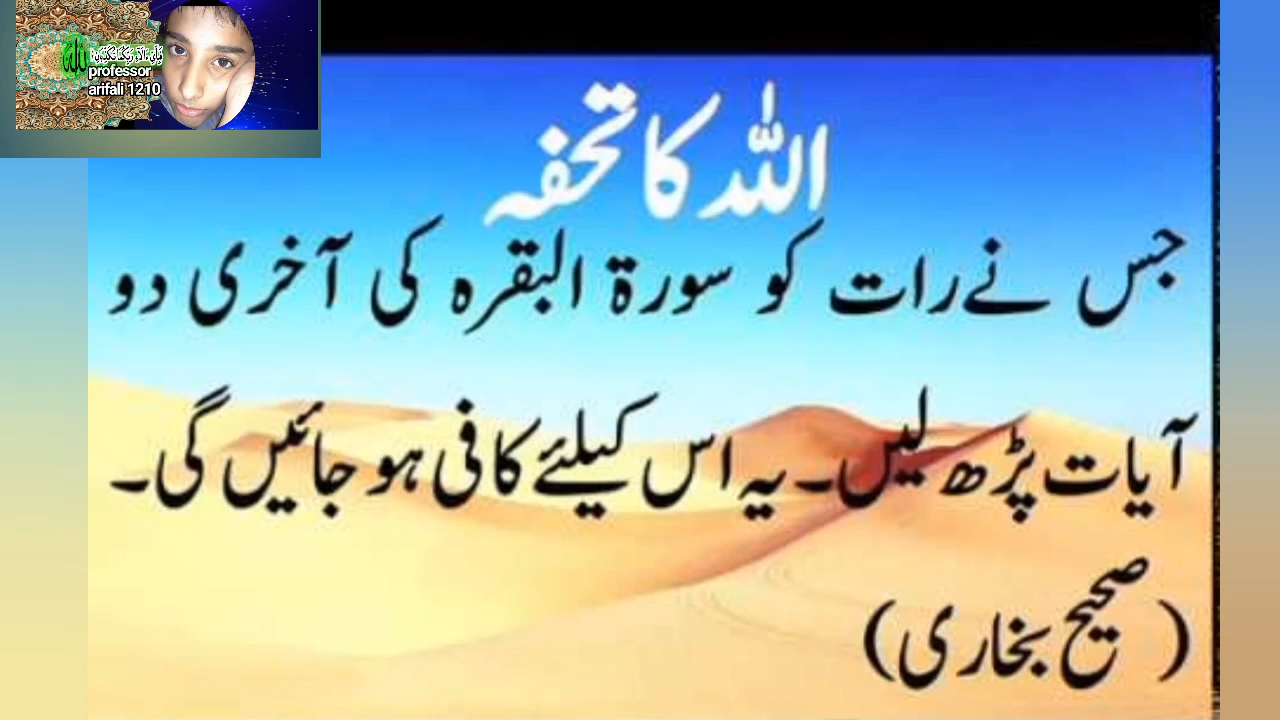 professor
arifali 1210
اللہ کا تحفہ
جس نے رات کو سورۃ البقرہ کی آخری دو
آیات پڑھ لیں۔ یہ اس کیلئے کافی ہو جائیں گی۔
(صحیح بخاری)